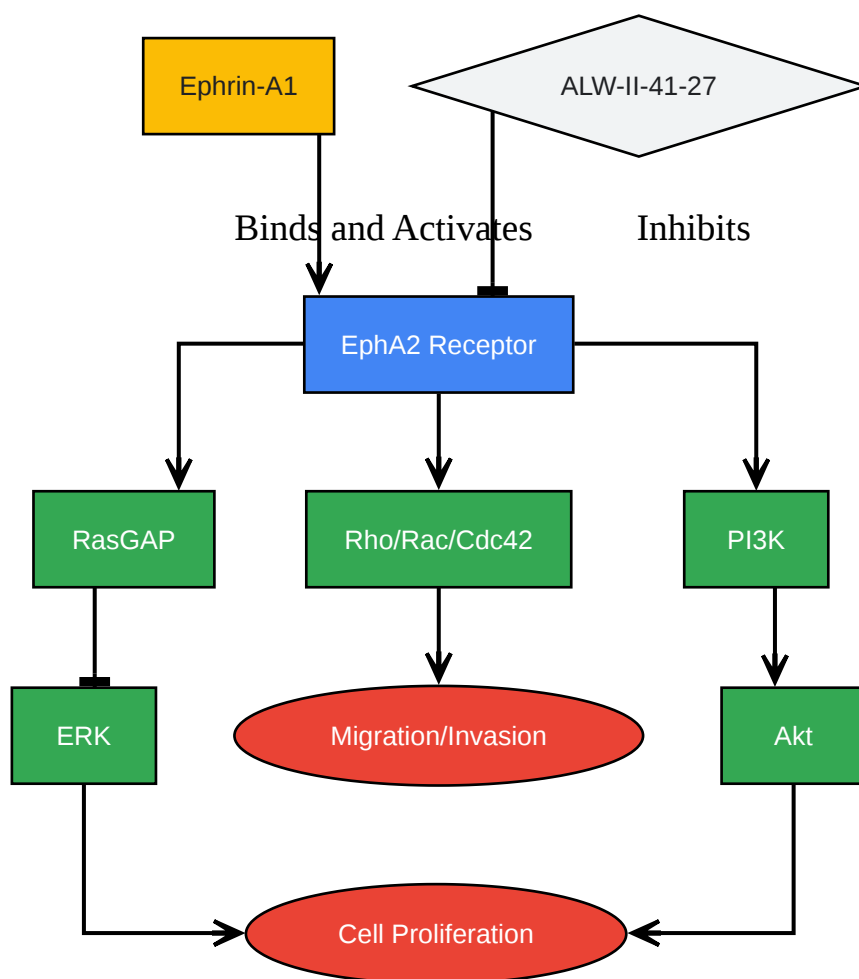 Ephrin-A1
ALW-II-41-27
Binds and Activates
Inhibits
EphA2 Receptor
RasGAP
Rho/Rac/Cdc42
PI3K
ERK
Migration/Invasion
Akt
Cell Proliferation